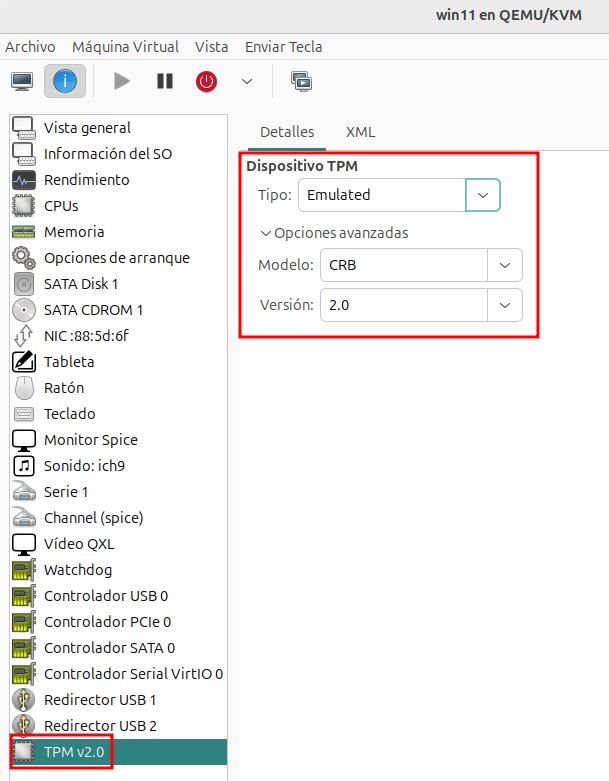 win11 en QEMU/KVM
Archivo Máquina Virtual Vista Enviar Tecla
Vista general
Información del SO
Rendimiento
CPUs
Memoria
Opciones de arranque
SATA Disk 1
SATA CDROM 1
NIC :88:5d:6f
Tableta
Ratón
Teclado
Monitor Spice
Sonido: ich9
Serie 1
Channel (spice)
Vídeo QXL
Watchdog
Controlador USB 0
Controlador PCIe 0
Controlador SATA 0
Controlador Serial VirtIO 0
Redirector USB 1
Redirector USB 2
TPM v2.0
Detalles XML
Dispositivo TPM
Tipo: Emulated
Opciones avanzadas
Modelo: CRB
Versión: 2.0